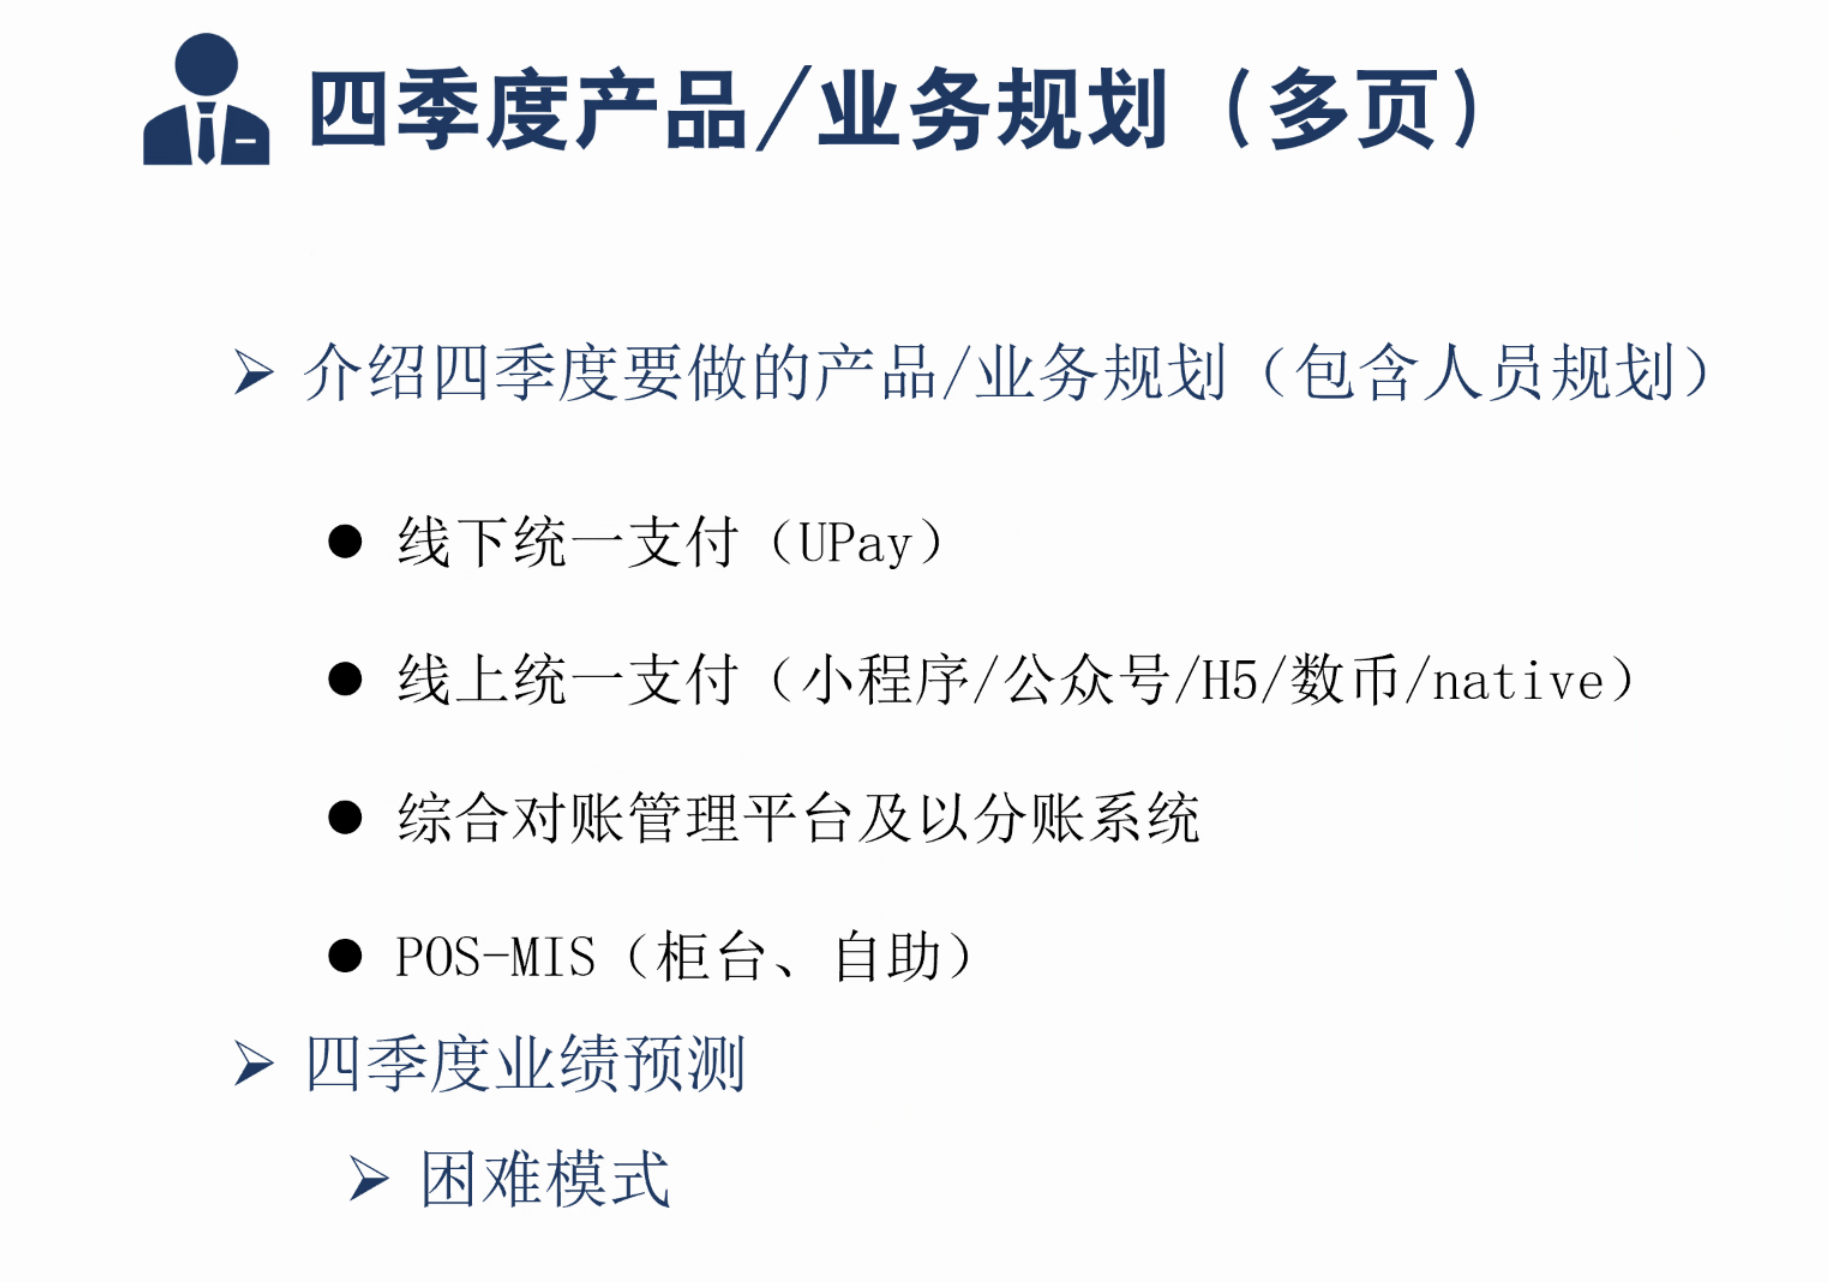 四季度产品/业务规划（多页）
介绍四季度要做的产品/业务规划（包含人员规划）
线下统一支付（UPay）
线上统一支付（小程序/公众号/H5/数币/native）
综合对账管理平台及以分账系统
POS-MIS（柜台、自助）
四季度业绩预测
困难模式